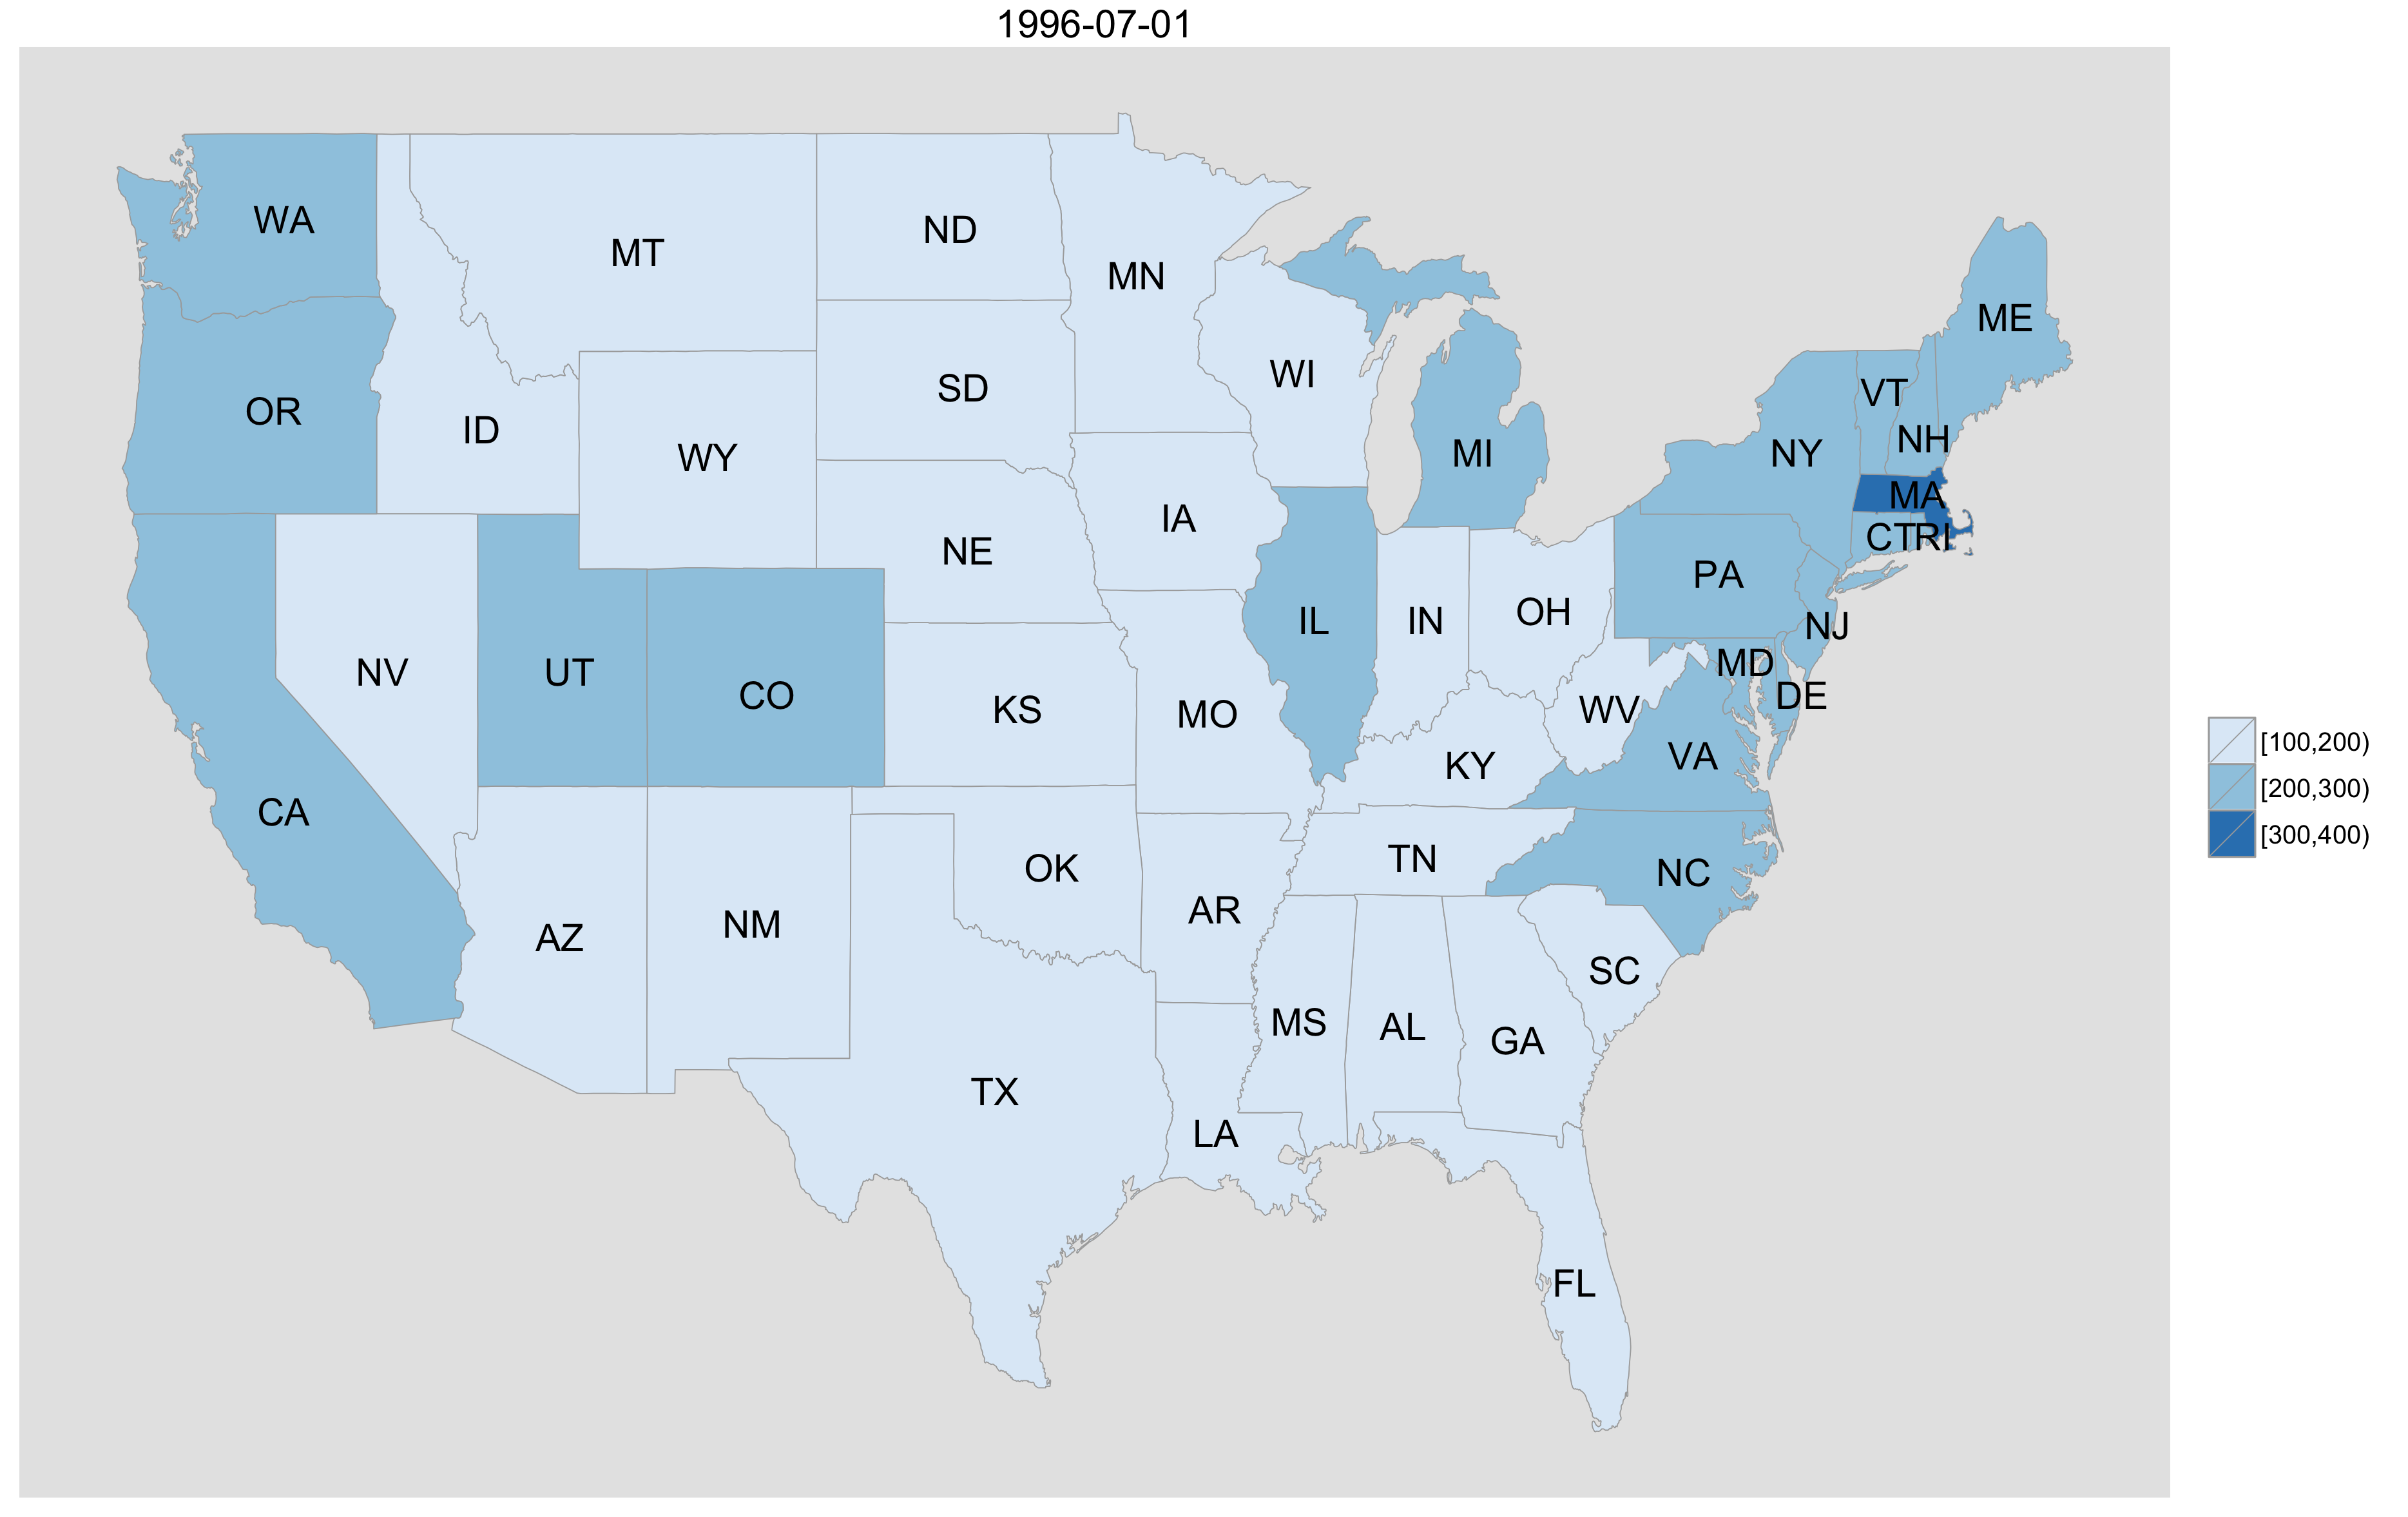 1996-07-01
WA
MT
ND
MN
ME
WI
SD
VT
OR
ID
NH
WY
MI
NY
MA
IA
CT
RI
NE
PA
OH
IL
IN
NJ
MD
NV
UT
CO
DE
KS
WV
MO
[100,200)
VA
KY
[200,300)
CA
[300,400)
TN
OK
NC
AR
NM
AZ
SC
MS
AL
GA
TX
LA
FL